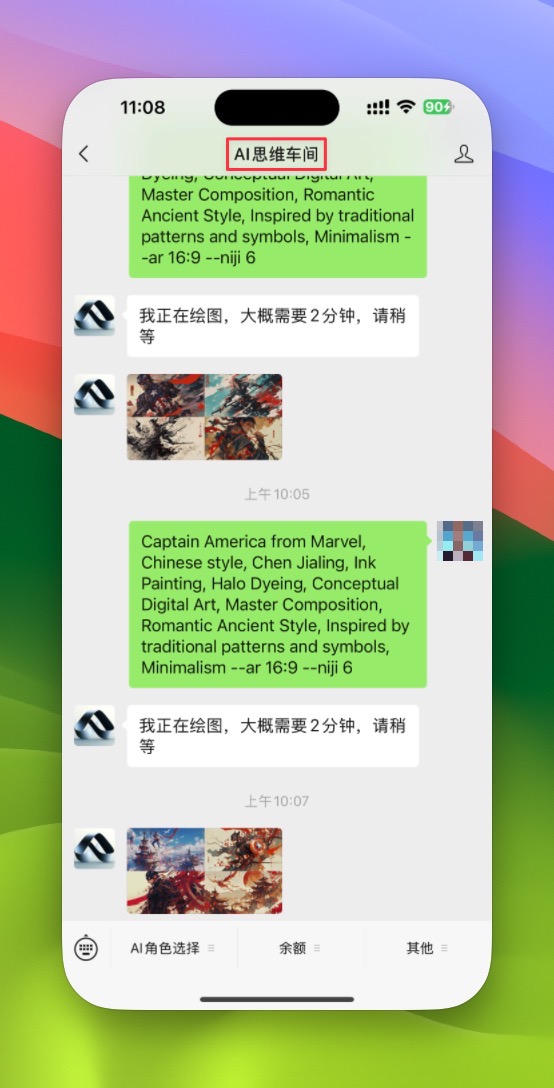 11:08
90
AI思维车间
Dyeing, Conceptual Digital Art,
Master Composition, Romantic
Ancient Style, Inspired by traditional
patterns and symbols, Minimalism -
-ar 16:9 --niji 6
我正在绘图，大概需要2分钟，请稍
等
上午10:05
Captain America from Marvel,
Chinese style, Chen Jialing, Ink
Painting, Halo Dyeing, Conceptual
Digital Art, Master Composition,
Romantic Ancient Style, Inspired by
traditional patterns and symbols,
Minimalism --ar 16:9 --niji 6
我正在绘图，大概需要2分钟，请稍
等
上午10:07
AI角色选择
余额
其他